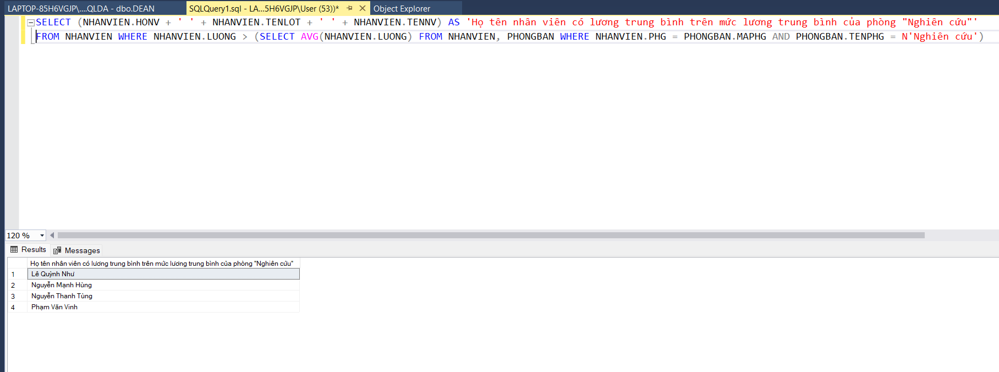 LAPTOP-85H6VGJP\....QLDA - dbo.DEAN
SQLQuery1.sql - LA...5H6VGJP\User (53))*
Object Explorer
SELECT (NHANVIEN.HONV + ' ' + NHANVIEN.TENLOT + ' ' + NHANVIEN.TENNV) AS 'Họ tên nhân viên có lương trung bình trên mức lương trung bình của phòng "Nghiên cứu"'
FROM NHANVIEN WHERE NHANVIEN.LUONG > (SELECT AVG(NHANVIEN.LUONG) FROM NHANVIEN, PHONGBAN WHERE NHANVIEN.PHG = PHONGBAN.MAPHG AND PHONGBAN.TENPHG = N'Nghiên cứu')
120 %
Results
Messages
Họ tên nhân viên có lương trung bình trên mức lương trung bình của phòng "Nghiên cứu"
1 Lê Quỳnh Như
2 Nguyễn Mạnh Hùng
3 Nguyễn Thanh Tùng
4 Phạm Văn Vinh